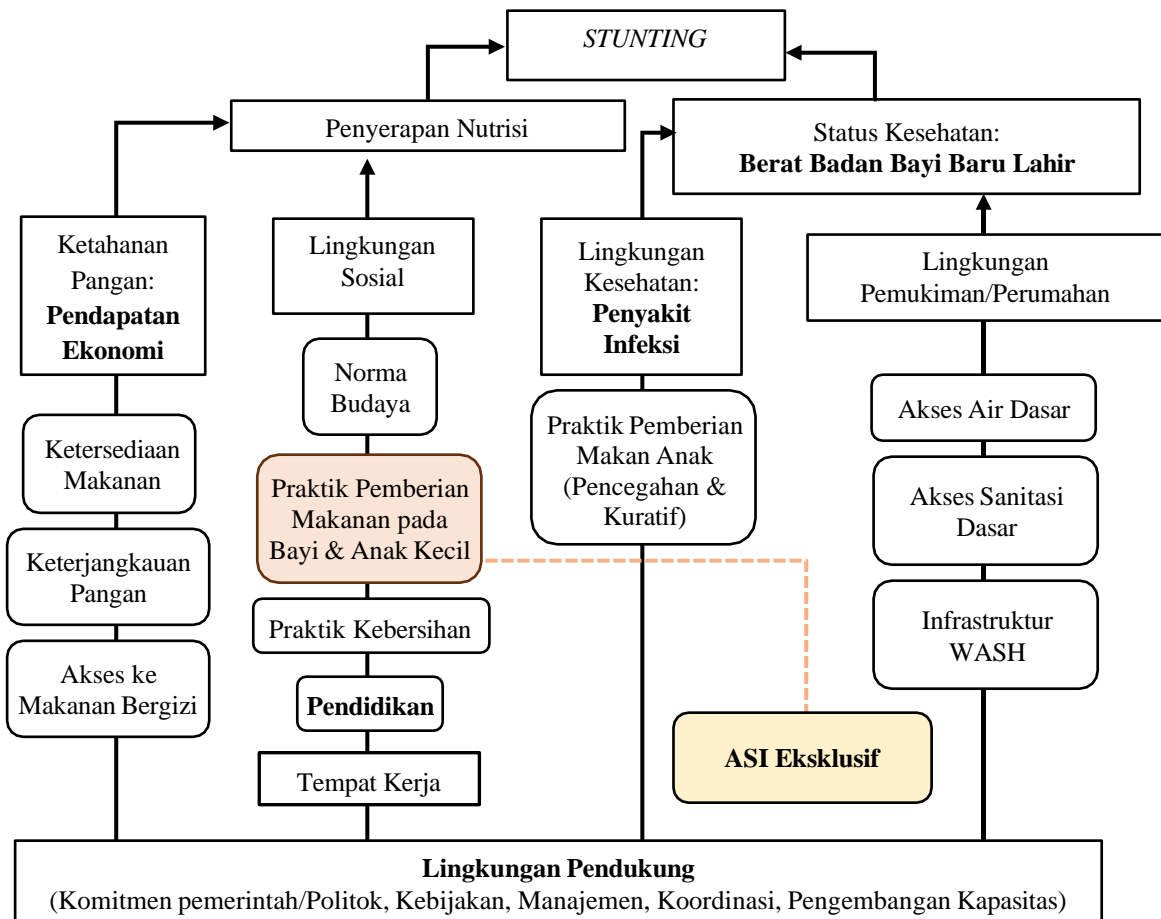 STUNTING
Penyerapan Nutrisi
Status Kesehatan:
Berat Badan Bayi Baru Lahir
Ketahanan
Pangan:
Pendapatan
Ekonomi
Lingkungan
Sosial
Lingkungan
Kesehatan:
Penyakit
Infeksi
Lingkungan
Pemukiman/Perumahan
Norma
Budaya
Ketersediaan
Makanan
Praktik Pemberian
Makanan pada
Bayi & Anak Kecil
Praktik Pemberian
Makan Anak
(Pencegahan &
Kuratif)
Akses Air Dasar
Akses Sanitasi
Dasar
Keterjangkauan
Pangan
Praktik Kebersihan
Infrastruktur
WASH
Akses ke
Makanan Bergizi
Pendidikan
ASI Eksklusif
Tempat Kerja
Lingkungan Pendukung
(Komitmen pemerintah/Politok, Kebijakan, Manajemen, Koordinasi, Pengembangan Kapasitas)